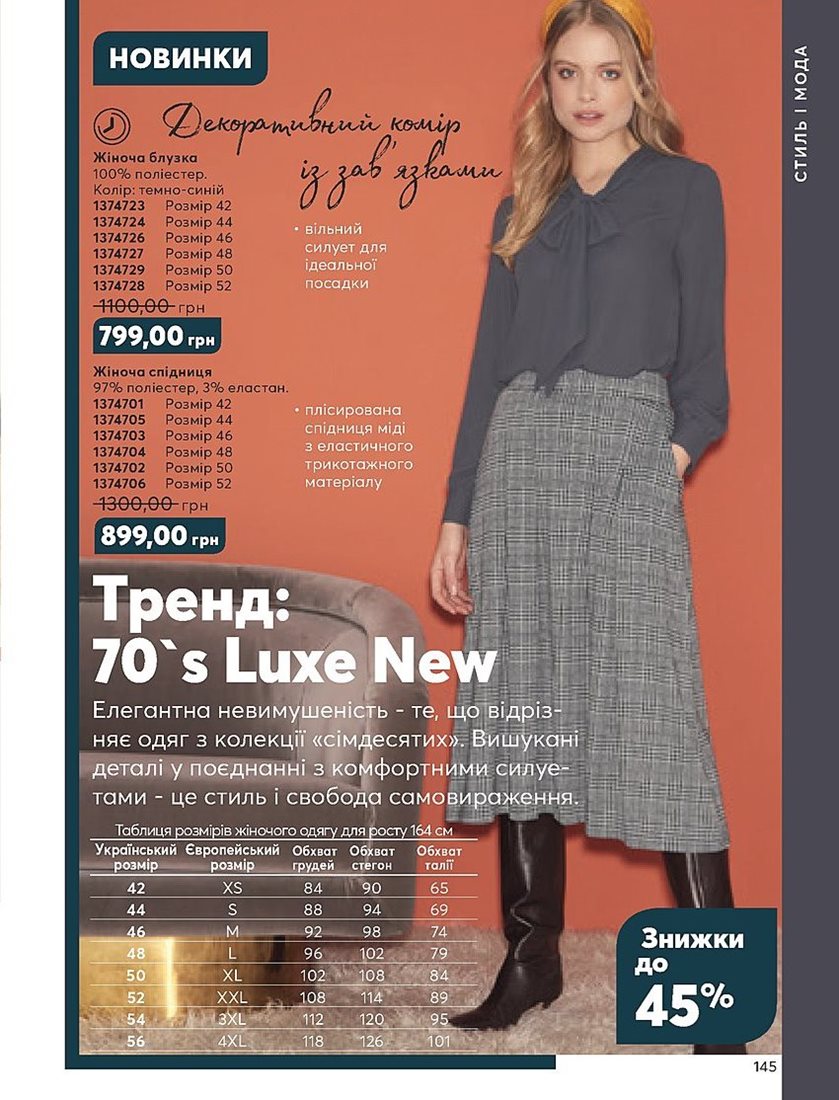 НОВИНКИ
СТИЛЬ І МОДА
Декоративний комір
із зав'язками
Жіноча блузка
100% поліестер.
Колір: темно-синій
1374723 Розмір 42
1374724 Розмір 44
1374726 Розмір 46
1374727 Розмір 48
1374729 Розмір 50
1374728 Розмір 52
1100,00 грн
799,00 грн
• вільний
силует для
ідеальної
посадки
Жіноча спідниця
97% поліестер, 3% еластан.
1374701 Розмір 42
1374705 Розмір 44
1374703 Розмір 46
1374704 Розмір 48
1374702 Розмір 50
1374706 Розмір 52
1300,00 грн
899,00 грн
• плісирована
спідниця міді
з еластичного
трикотажного
матеріалу
Тренд:
70`s Luxe New
Елегантна невимушеність - те, що відріз-
няє одяг з колекції «сімдесятих». Вишукані
деталі у поєднанні з комфортними силуе-
тами - це стиль і свобода самовираження.
Таблиця розмірів жіночого одягу для росту 164 см
Український Європейський Обхват Обхват Обхват
розмір розмір грудей стегон талії
42 XS 84 90 65
44 S 88 94 69
46 M 92 98 74
48 L 96 102 79
50 XL 102 108 84
52 XXL 108 114 89
54 3XL 112 120 95
56 4XL 118 126 101
Знижки
до
45%
145